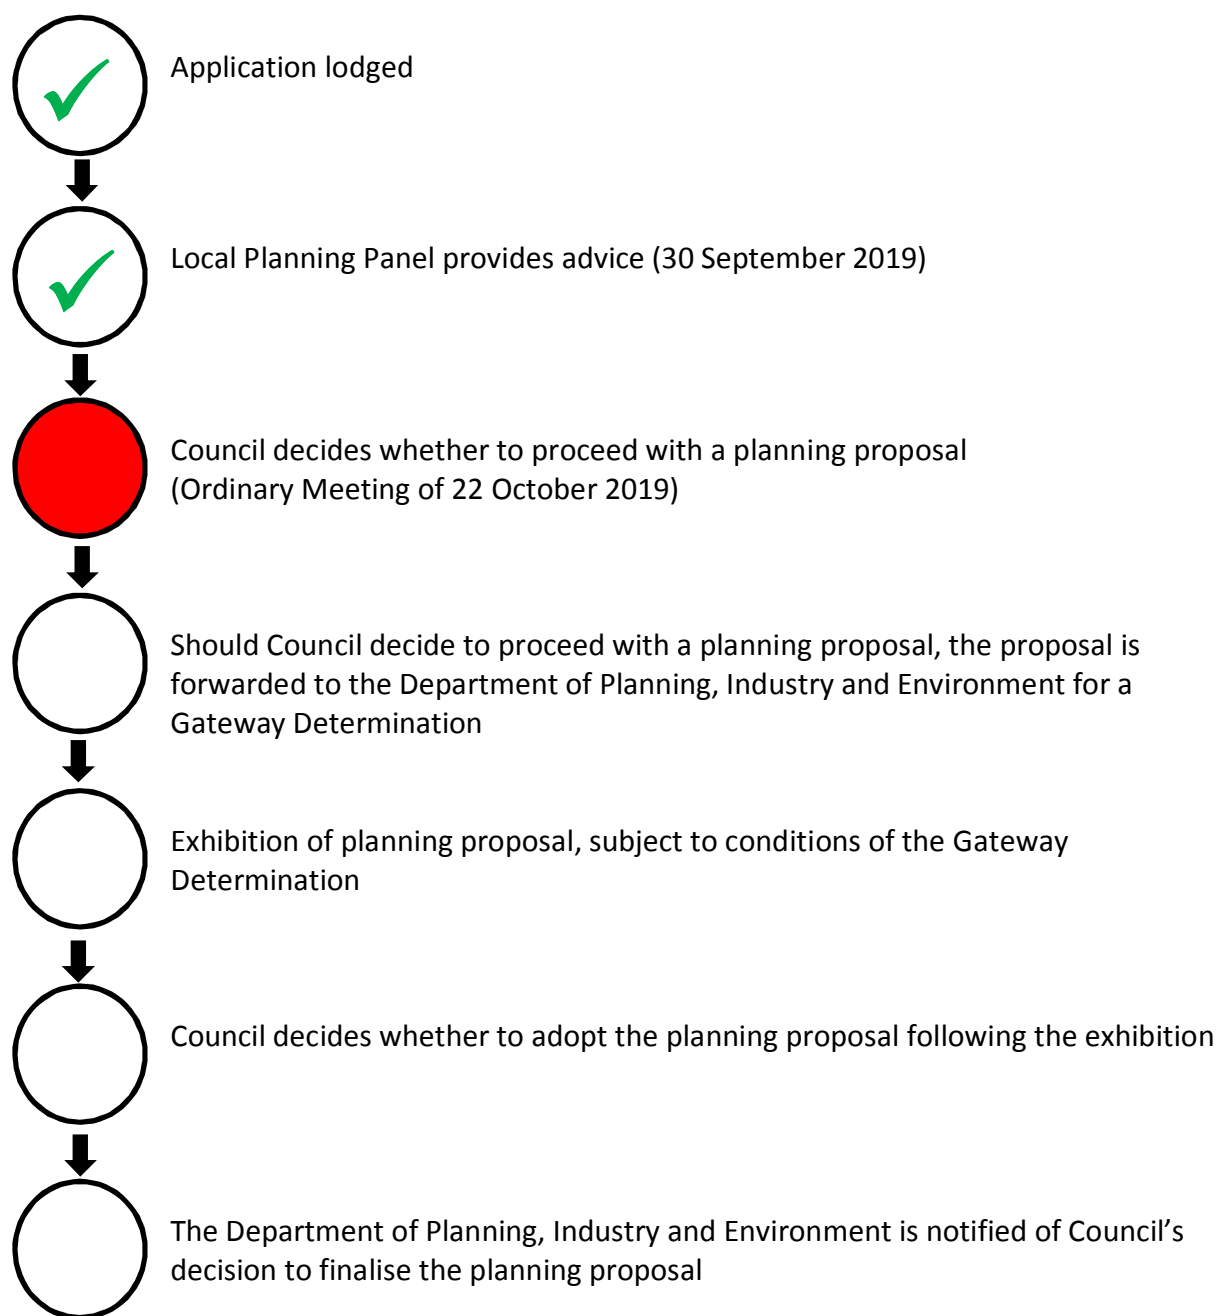 Application lodged
Local Planning Panel provides advice (30 September 2019)
Council decides whether to proceed with a planning proposal
(Ordinary Meeting of 22 October 2019)
Should Council decide to proceed with a planning proposal, the proposal is
forwarded to the Department of Planning, Industry and Environment for a
Gateway Determination
Exhibition of planning proposal, subject to conditions of the Gateway
Determination
Council decides whether to adopt the planning proposal following the exhibition
The Department of Planning, Industry and Environment is notified of Council’s
decision to finalise the planning proposal